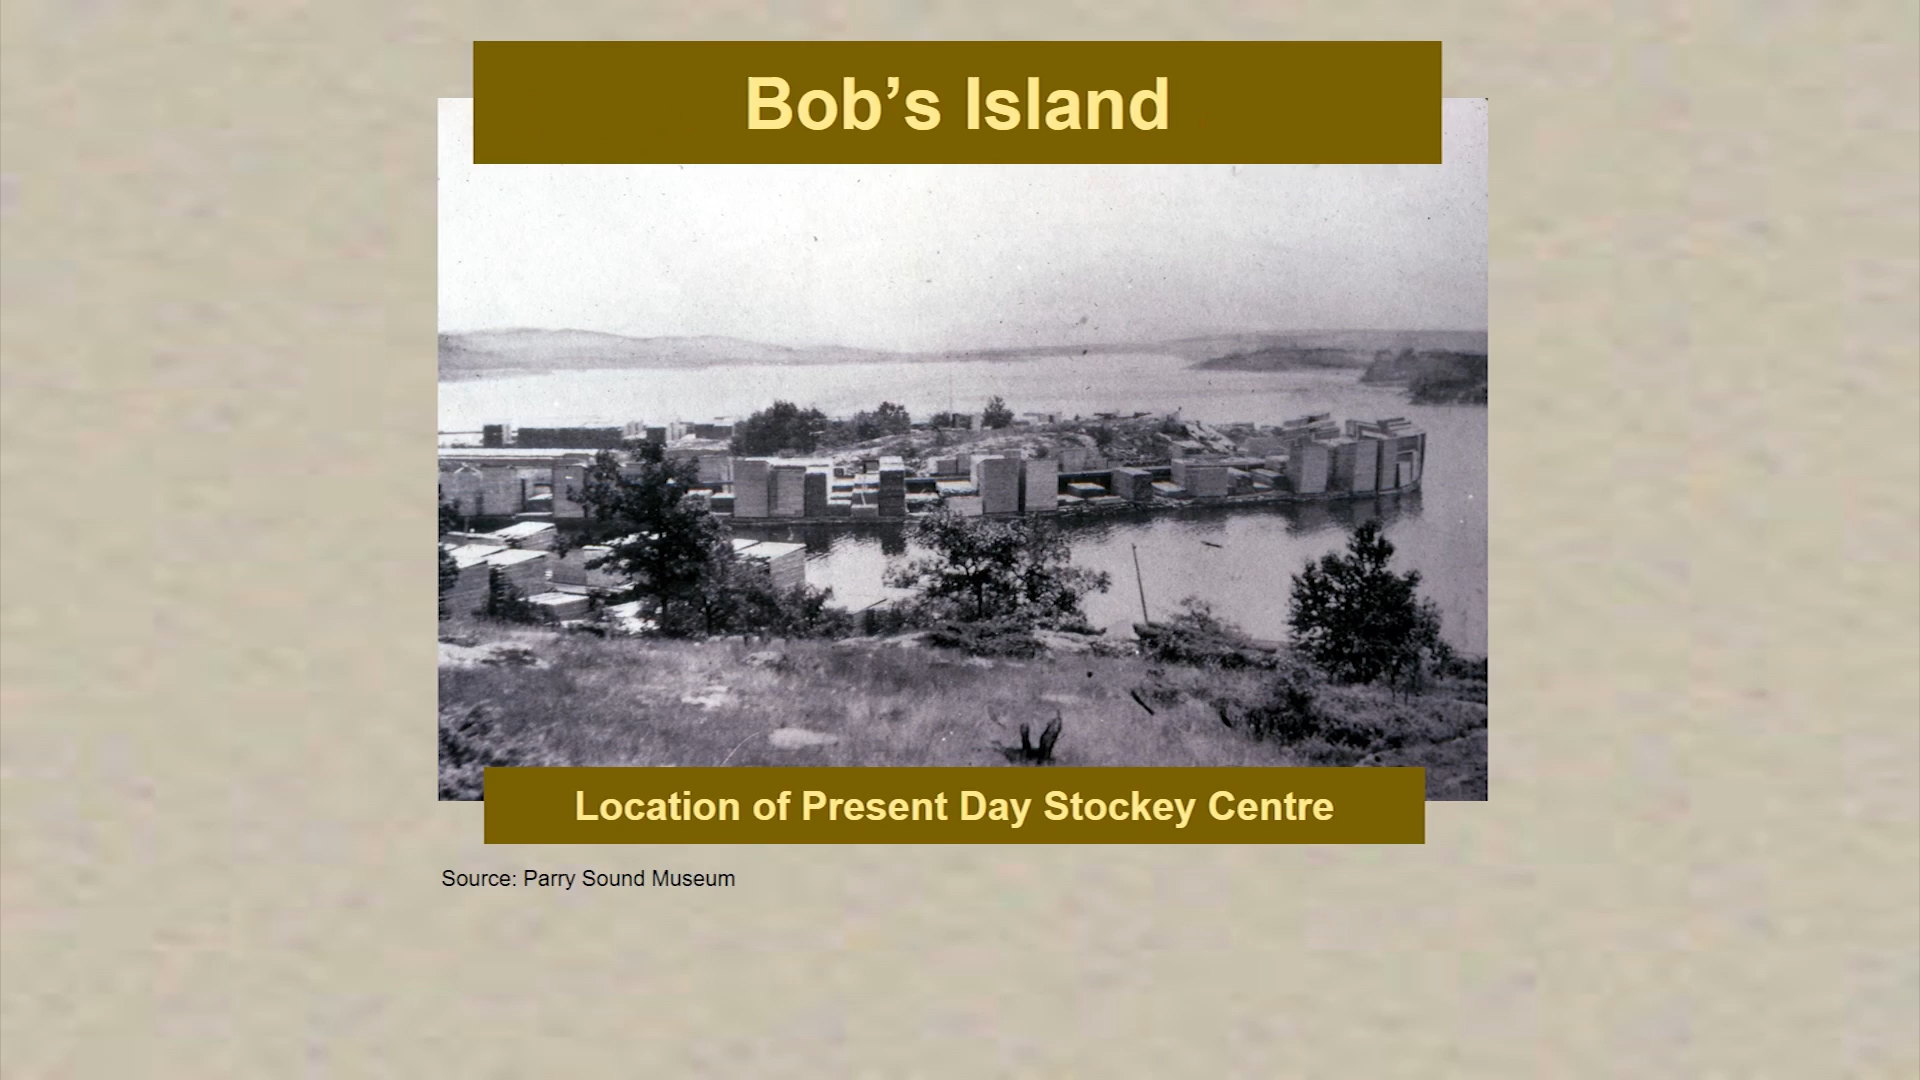 Bob’s Island
Location of Present Day Stockey Centre
Source: Parry Sound Museum